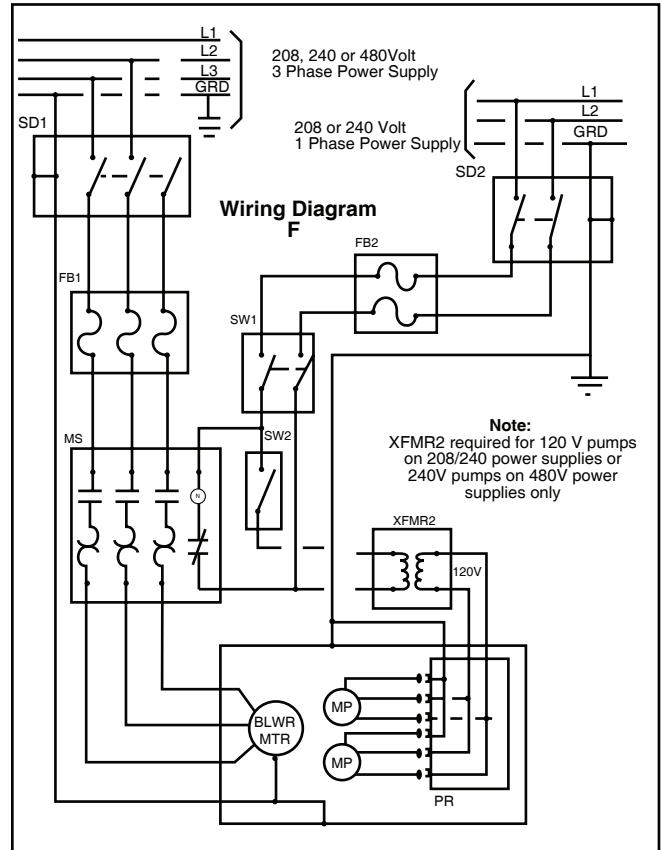 L1
L2
L3
GRD
208, 240 or 480Volt
3 Phase Power Supply
L1
L2
GRD
208 or 240 Volt
1 Phase Power Supply
SD1
SD2
Wiring Diagram
F
FB2
FB1
SW1
MS
SW2
N
Note:
XFMR2 required for 120 V pumps
on 208/240 power supplies or
240V pumps on 480V power
supplies only
XFMR2
120V
BLWR
MTR
MP
MP
PR